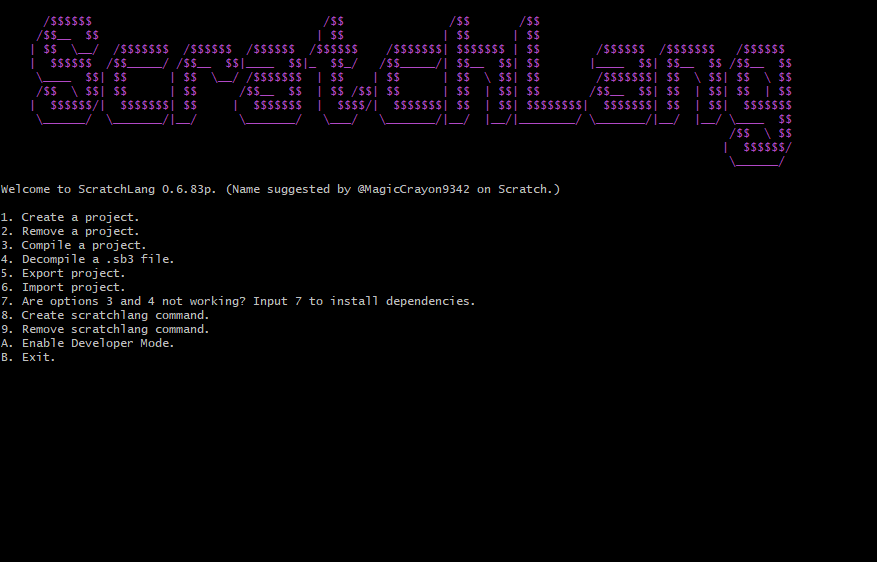 ScratchLang
Welcome to ScratchLang 0.6.83p. (Name suggested by @MagicCrayon9342 on Scratch.)
1. Create a project.
2. Remove a project.
3. Compile a project.
4. Decompile a .sb3 file.
5. Export project.
6. Import project.
7. Are options 3 and 4 not working? Input 7 to install dependencies.
8. Create scratchlang command.
9. Remove scratchlang command.
A. Enable Developer Mode.
B. Exit.